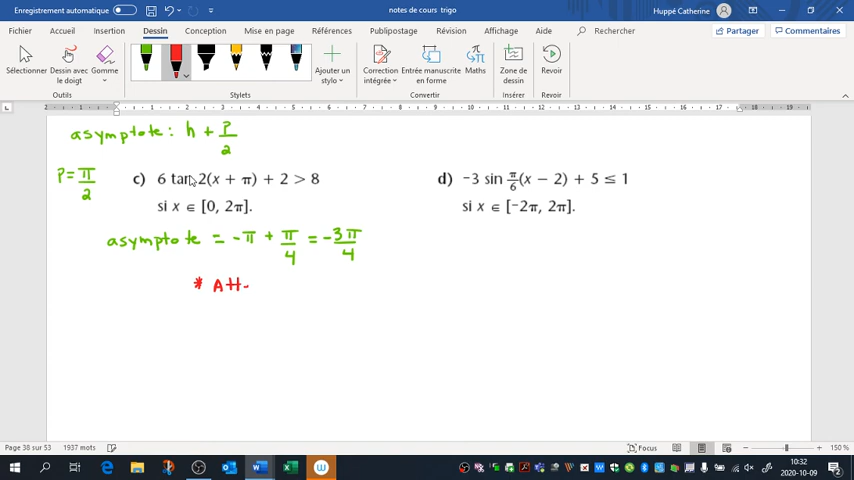 Enregistrement automatique
notes de cours trigo
Huppé Catherine
Fichier Accueil Insertion Dessin Conception Mise en page Références Publipostage Révision Affichage Aide Rechercher Partager Commentaires
Sélectionner
Dessin avec le doigt
Gomme
Ajouter un stylo
Correction intégrée
Entrée manuscrite en forme
Maths
Zone de dessin
Revoir
Outils Stylets Convertir Insérer Revoir
asymptote : h + P/2
P = π/2
c) 6 tan 2(x + π) + 2 > 8
si x ∈ [0, 2π].
d) −3 sin π/6 (x − 2) + 5 ≤ 1
si x ∈ [⁻2π, 2π].
asymptote = -π + π/4 = -3π/4
* Att-
Page 38 sur 53 1937 mots
Focus
150 %
10:32
2020-10-09